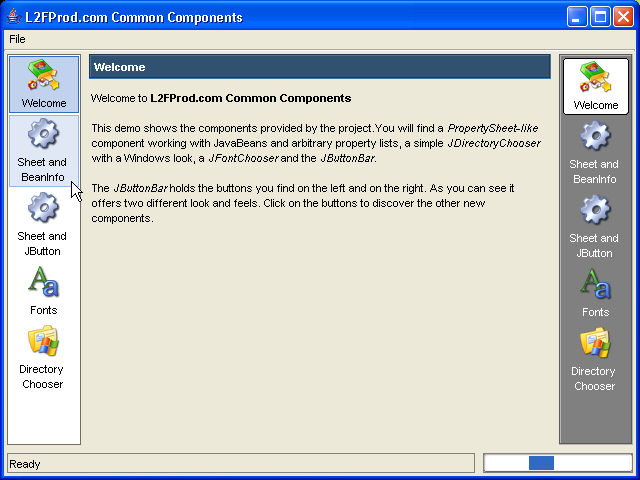 L2FProd.com Common Components
File
Welcome
Sheet and
BeanInfo
Sheet and
JButton
Fonts
Directory
Chooser
Welcome
Welcome to L2FProd.com Common Components
This demo shows the components provided by the project.You will find a PropertySheet-like
component working with JavaBeans and arbitrary property lists, a simple JDirectoryChooser
with a Windows look, a JFontChooser and the JButtonBar.
The JButtonBar holds the buttons you find on the left and on the right. As you can see it
offers two different look and feels. Click on the buttons to discover the other new
components.
Welcome
Sheet and
BeanInfo
Sheet and
JButton
Fonts
Directory
Chooser
Ready